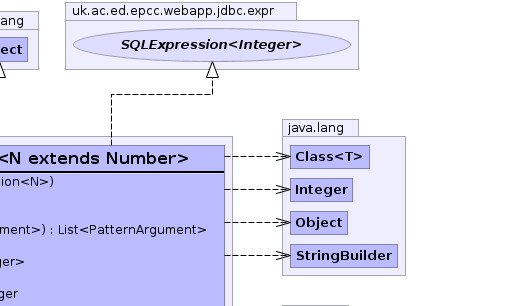 uk.ac.ed.epcc.webapp.jdbc.expr
ang
ect
SQLExpression<Integer>
java.lang
<N extends Number>
Class<T>
ion<N>)
Integer
Object
ment>) : List<PatternArgument>
StringBuilder
ger>
ger